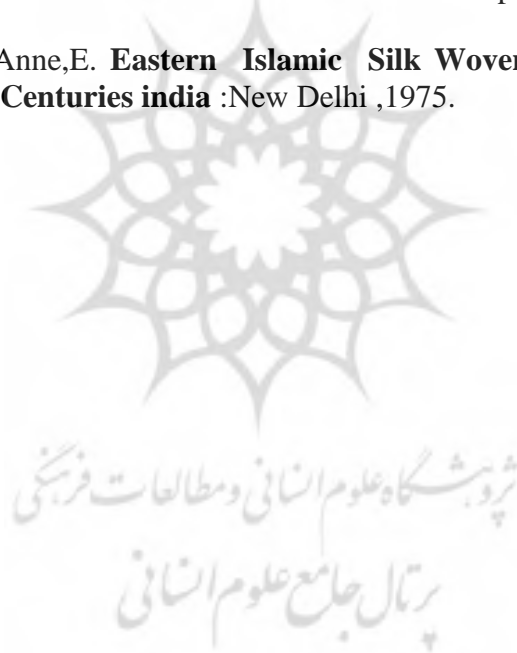 Anne,E. Eastern Islamic Silk Woven
Centuries india :New Delhi ,1975.
پژوهشگاه علوم انسانی و مطالعات فرهنگی
پرتال جامع علوم انسانی